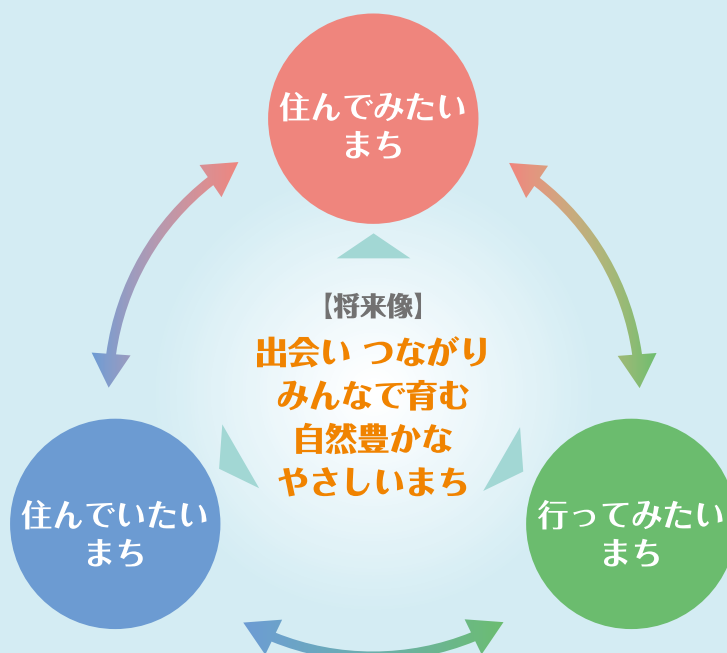 住んでみたい
まち
【将来像】
出会い つながり
みんなで育む
自然豊かな
やさしいまち
住んでいたい
まち
行ってみたい
まち